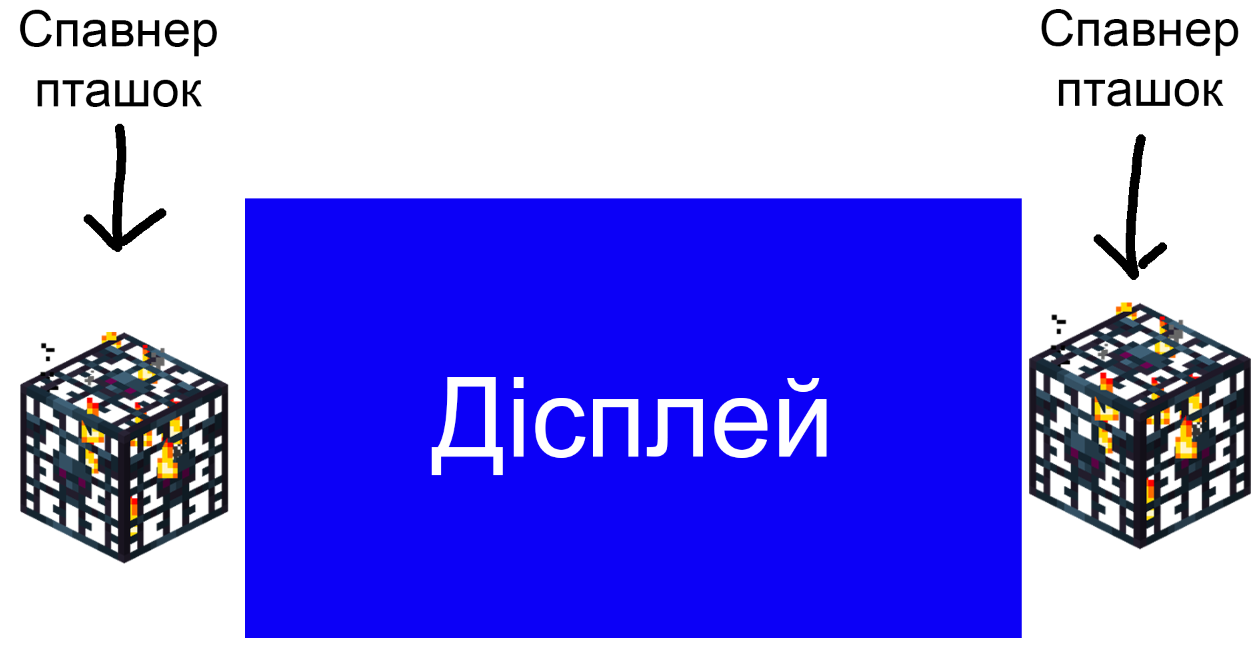 Спавнер
пташок
Спавнер
пташок
Дісплей